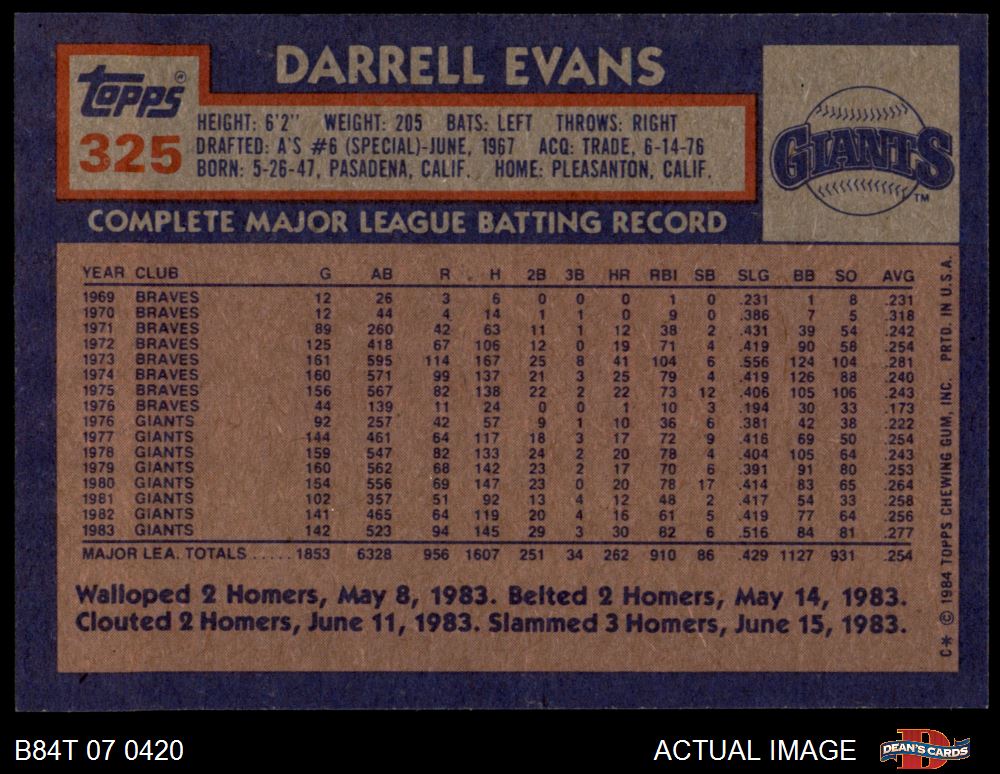 DARRELL EVANS
Topps
325
HEIGHT: 6'2" WEIGHT: 205 BATS: LEFT THROWS: RIGHT
DRAFTED: A'S #6 (SPECIAL)-JUNE, 1967 ACQ: TRADE, 6-14-76
BORN: 5-26-47, PASADENA, CALIF. HOME: PLEASANTON, CALIF.
GIANTS TM
COMPLETE MAJOR LEAGUE BATTING RECORD
YEAR CLUB G AB R H 2B 3B HR RBI SB SLG BB SO AVG
1969 BRAVES 12 26 3 6 0 0 0 1 0 .231 1 8 .231
1970 BRAVES 12 44 4 14 1 1 0 9 0 .386 7 5 .318
1971 BRAVES 89 260 42 63 11 1 12 38 2 .431 39 54 .242
1972 BRAVES 125 418 67 106 12 0 19 71 4 .419 90 58 .254
1973 BRAVES 161 595 114 167 25 8 41 104 6 .556 124 104 .281
1974 BRAVES 160 571 99 137 21 3 25 79 4 .419 126 88 .240
1975 BRAVES 156 567 82 138 22 2 22 73 12 .406 105 106 .243
1976 BRAVES 44 139 11 24 0 0 1 10 3 .194 30 33 .173
1976 GIANTS 92 257 42 57 9 1 10 36 6 .381 42 38 .222
1977 GIANTS 144 461 64 117 18 3 17 72 9 .416 69 50 .254
1978 GIANTS 159 547 82 133 24 2 20 78 4 .404 105 64 .243
1979 GIANTS 160 562 68 142 23 2 17 70 6 .391 91 80 .253
1980 GIANTS 154 556 69 147 23 0 20 78 17 .414 83 65 .264
1981 GIANTS 102 357 51 92 13 4 12 48 2 .417 54 33 .258
1982 GIANTS 141 465 64 119 20 4 16 61 5 .419 77 64 .256
1983 GIANTS 142 523 94 145 29 3 30 82 6 .516 84 81 .277
MAJOR LEA. TOTALS ..... 1853 6328 956 1607 251 34 262 910 86 .429 1127 931 .254
Walloped 2 Homers, May 8, 1983. Belted 2 Homers, May 14, 1983.
Clouted 2 Homers, June 11, 1983. Slammed 3 Homers, June 15, 1983.
C* © 1984 TOPPS CHEWING GUM, INC. PRTD. IN U.S.A.
B84T 07 0420
ACTUAL IMAGE
DEAN'S CARDS